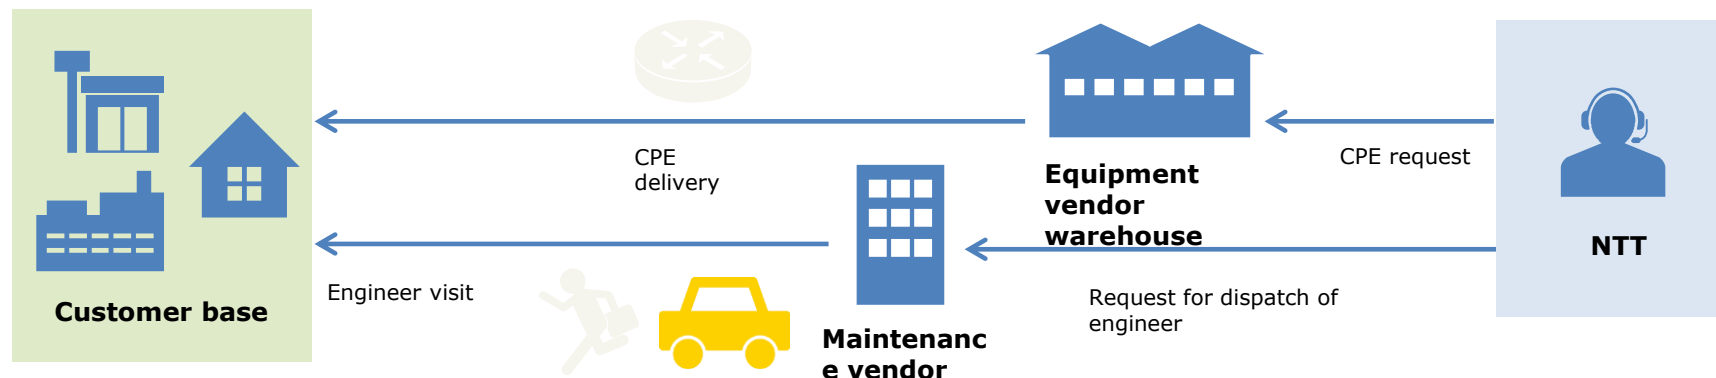 CPE
delivery
Equipment
vendor
warehouse
CPE request
NTT
Customer base
Engineer visit
Maintenanc
e vendor
Request for dispatch of
engineer